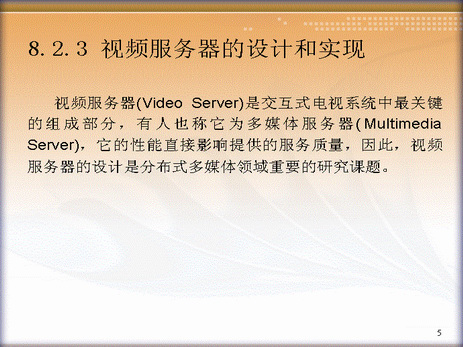 8.2.3 视频服务器的设计和实现
视频服务器(Video Server)是交互式电视系统中最关键
的组成部分，有人也称它为多媒体服务器(Multimedia
Server)，它的性能直接影响提供的服务质量，因此，视频
服务器的设计是分布式多媒体领域重要的研究课题。
5